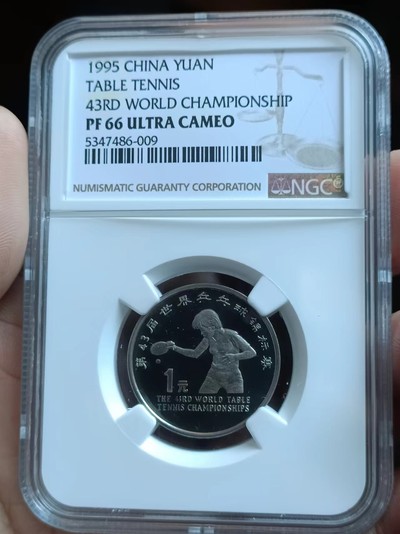 1995 CHINA YUAN
TABLE TENNIS
43RD WORLD CHAMPIONSHIP
PF 66 ULTRA CAMEO
5347486-009
NUMISMATIC GUARANTY CORPORATION
NGC
第43届世界乒乓球锦标赛
1元
THE 43RD WORLD TABLE
TENNIS CHAMPIONSHIPS